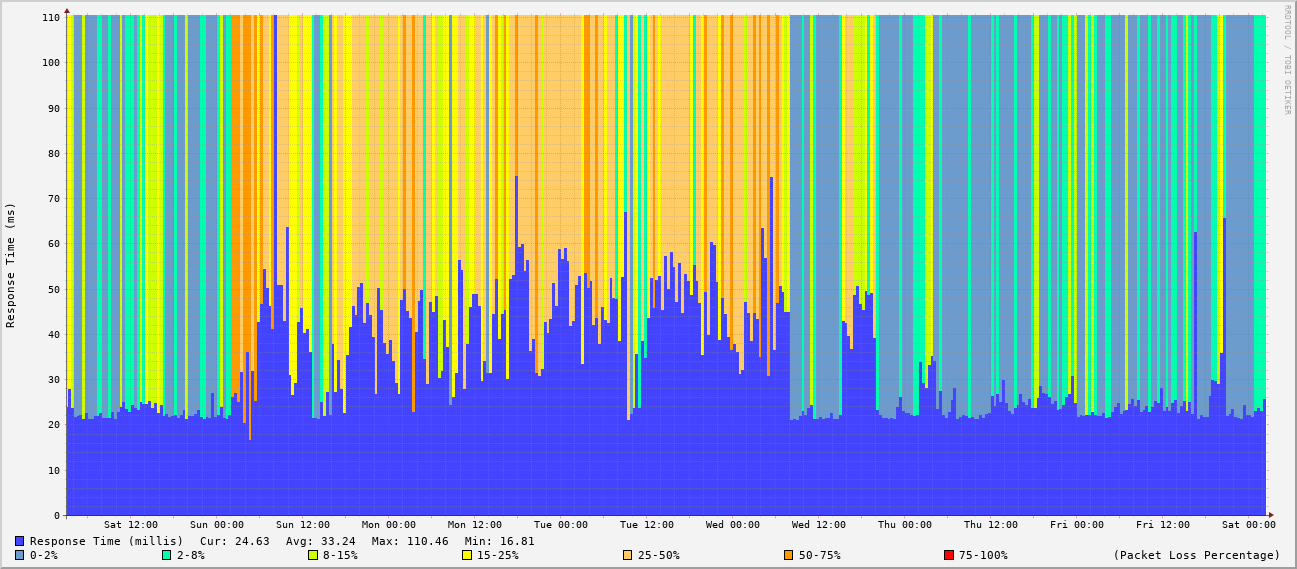 RRDTOOL / TOBI OETIKER
Response Time (ms)
110
100
90
80
70
60
50
40
30
20
10
0
Sat 12:00 Sun 00:00 Sun 12:00 Mon 00:00 Mon 12:00 Tue 00:00 Tue 12:00 Wed 00:00 Wed 12:00 Thu 00:00 Thu 12:00 Fri 00:00 Fri 12:00 Sat 00:00
Response Time (millis) Cur: 24.63 Avg: 33.24 Max: 110.46 Min: 16.81
0-2% 2-8% 8-15% 15-25% 25-50% 50-75% 75-100% (Packet Loss Percentage)